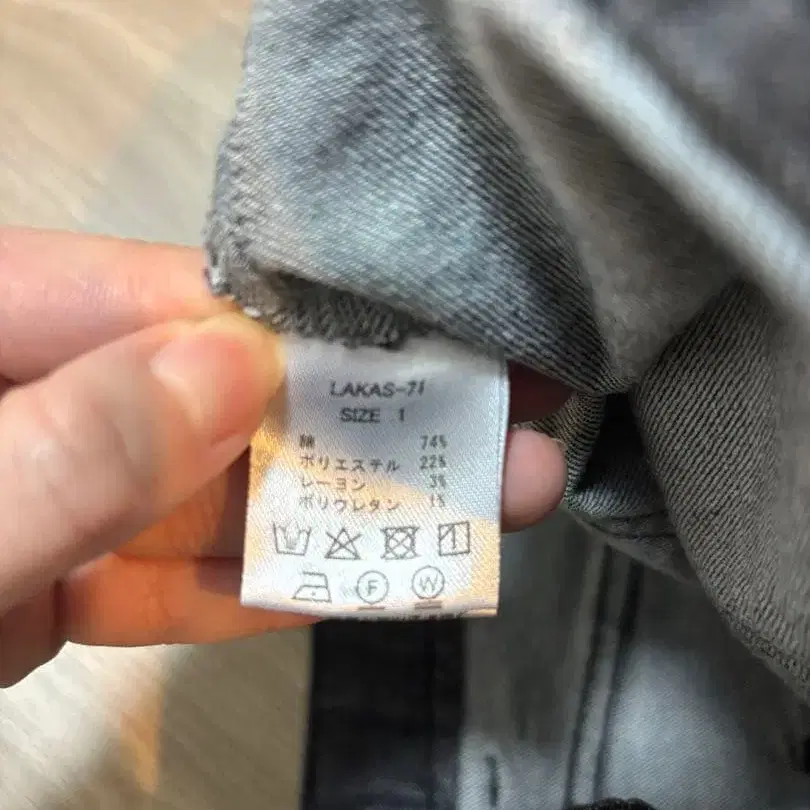 LAKAS-71
SIZE 1
綿 74%
ポリエステル 22%
レーヨン 3%
ポリウレタン 1%
F W